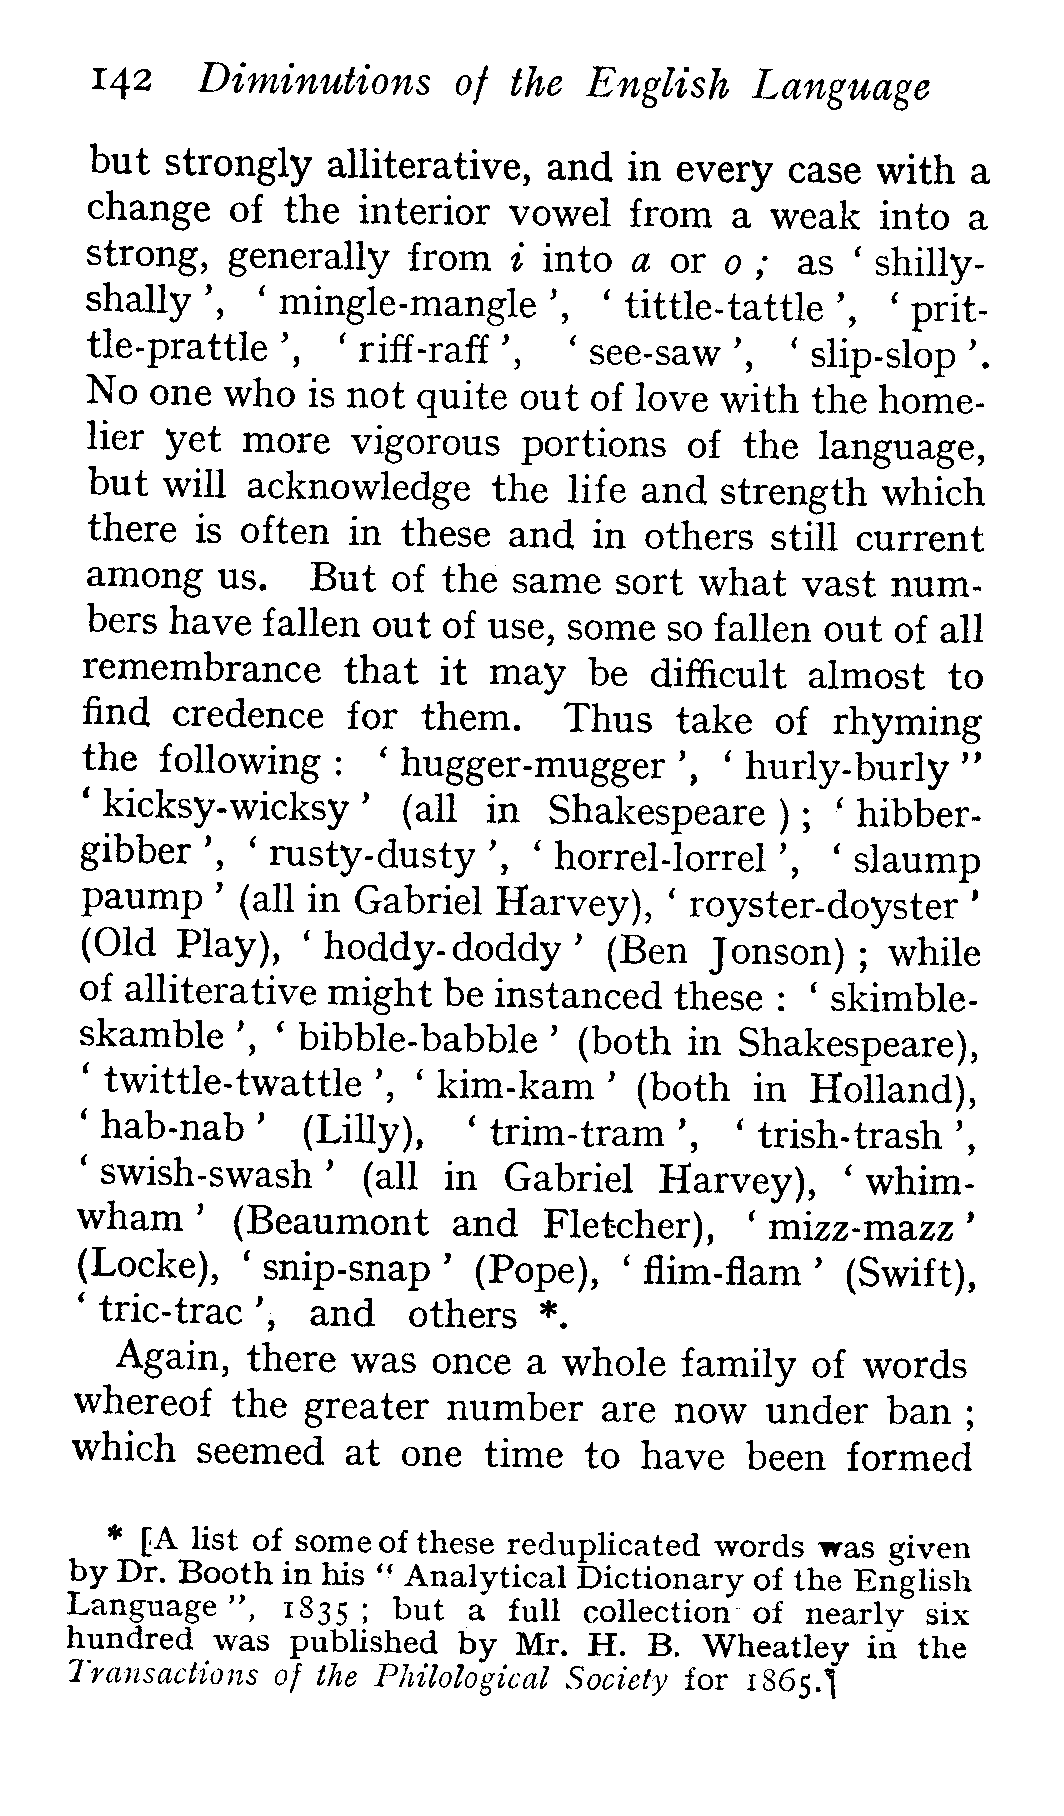 142 Diminutions of the English Language
but strongly alliterative, and in every case with a
change of the interior vowel from a weak into a
strong, generally from i into a or o ; as ‘ shilly-
shally ’, ‘ mingle-mangle ’, ‘ tittle-tattle ’, ‘ prit-
tle-prattle ’, ‘ riff-raff ’, ‘ see-saw ’, ‘ slip-slop ’.
No one who is not quite out of love with the home-
lier yet more vigorous portions of the language,
but will acknowledge the life and strength which
there is often in these and in others still current
among us. But of the same sort what vast num-
bers have fallen out of use, some so fallen out of all
remembrance that it may be difficult almost to
find credence for them. Thus take of rhyming
the following : ‘ hugger-mugger ’, ‘ hurly-burly ”
‘ kicksy-wicksy ’ (all in Shakespeare ) ; ‘ hibber-
gibber ’, ‘ rusty-dusty ’, ‘ horrel-lorrel ’, ‘ slaump
paump ’ (all in Gabriel Harvey), ‘ royster-doyster ’
(Old Play), ‘ hoddy-doddy ’ (Ben Jonson) ; while
of alliterative might be instanced these : ‘ skimble-
skamble ’, ‘ bibble-babble ’ (both in Shakespeare),
‘ twittle-twattle ’, ‘ kim-kam ’ (both in Holland),
‘ hab-nab ’ (Lilly), ‘ trim-tram ’, ‘ trish-trash ’,
‘ swish-swash ’ (all in Gabriel Harvey), ‘ whim-
wham ’ (Beaumont and Fletcher), ‘ mizz-mazz ’
(Locke), ‘ snip-snap ’ (Pope), ‘ flim-flam ’ (Swift),
‘ tric-trac ’, and others *.
Again, there was once a whole family of words
whereof the greater number are now under ban ;
which seemed at one time to have been formed
* [A list of some of these reduplicated words was given
by Dr. Booth in his “ Analytical Dictionary of the English
Language ”, 1835 ; but a full collection of nearly six
hundred was published by Mr. H. B. Wheatley in the
Transactions of the Philological Society for 1865.]